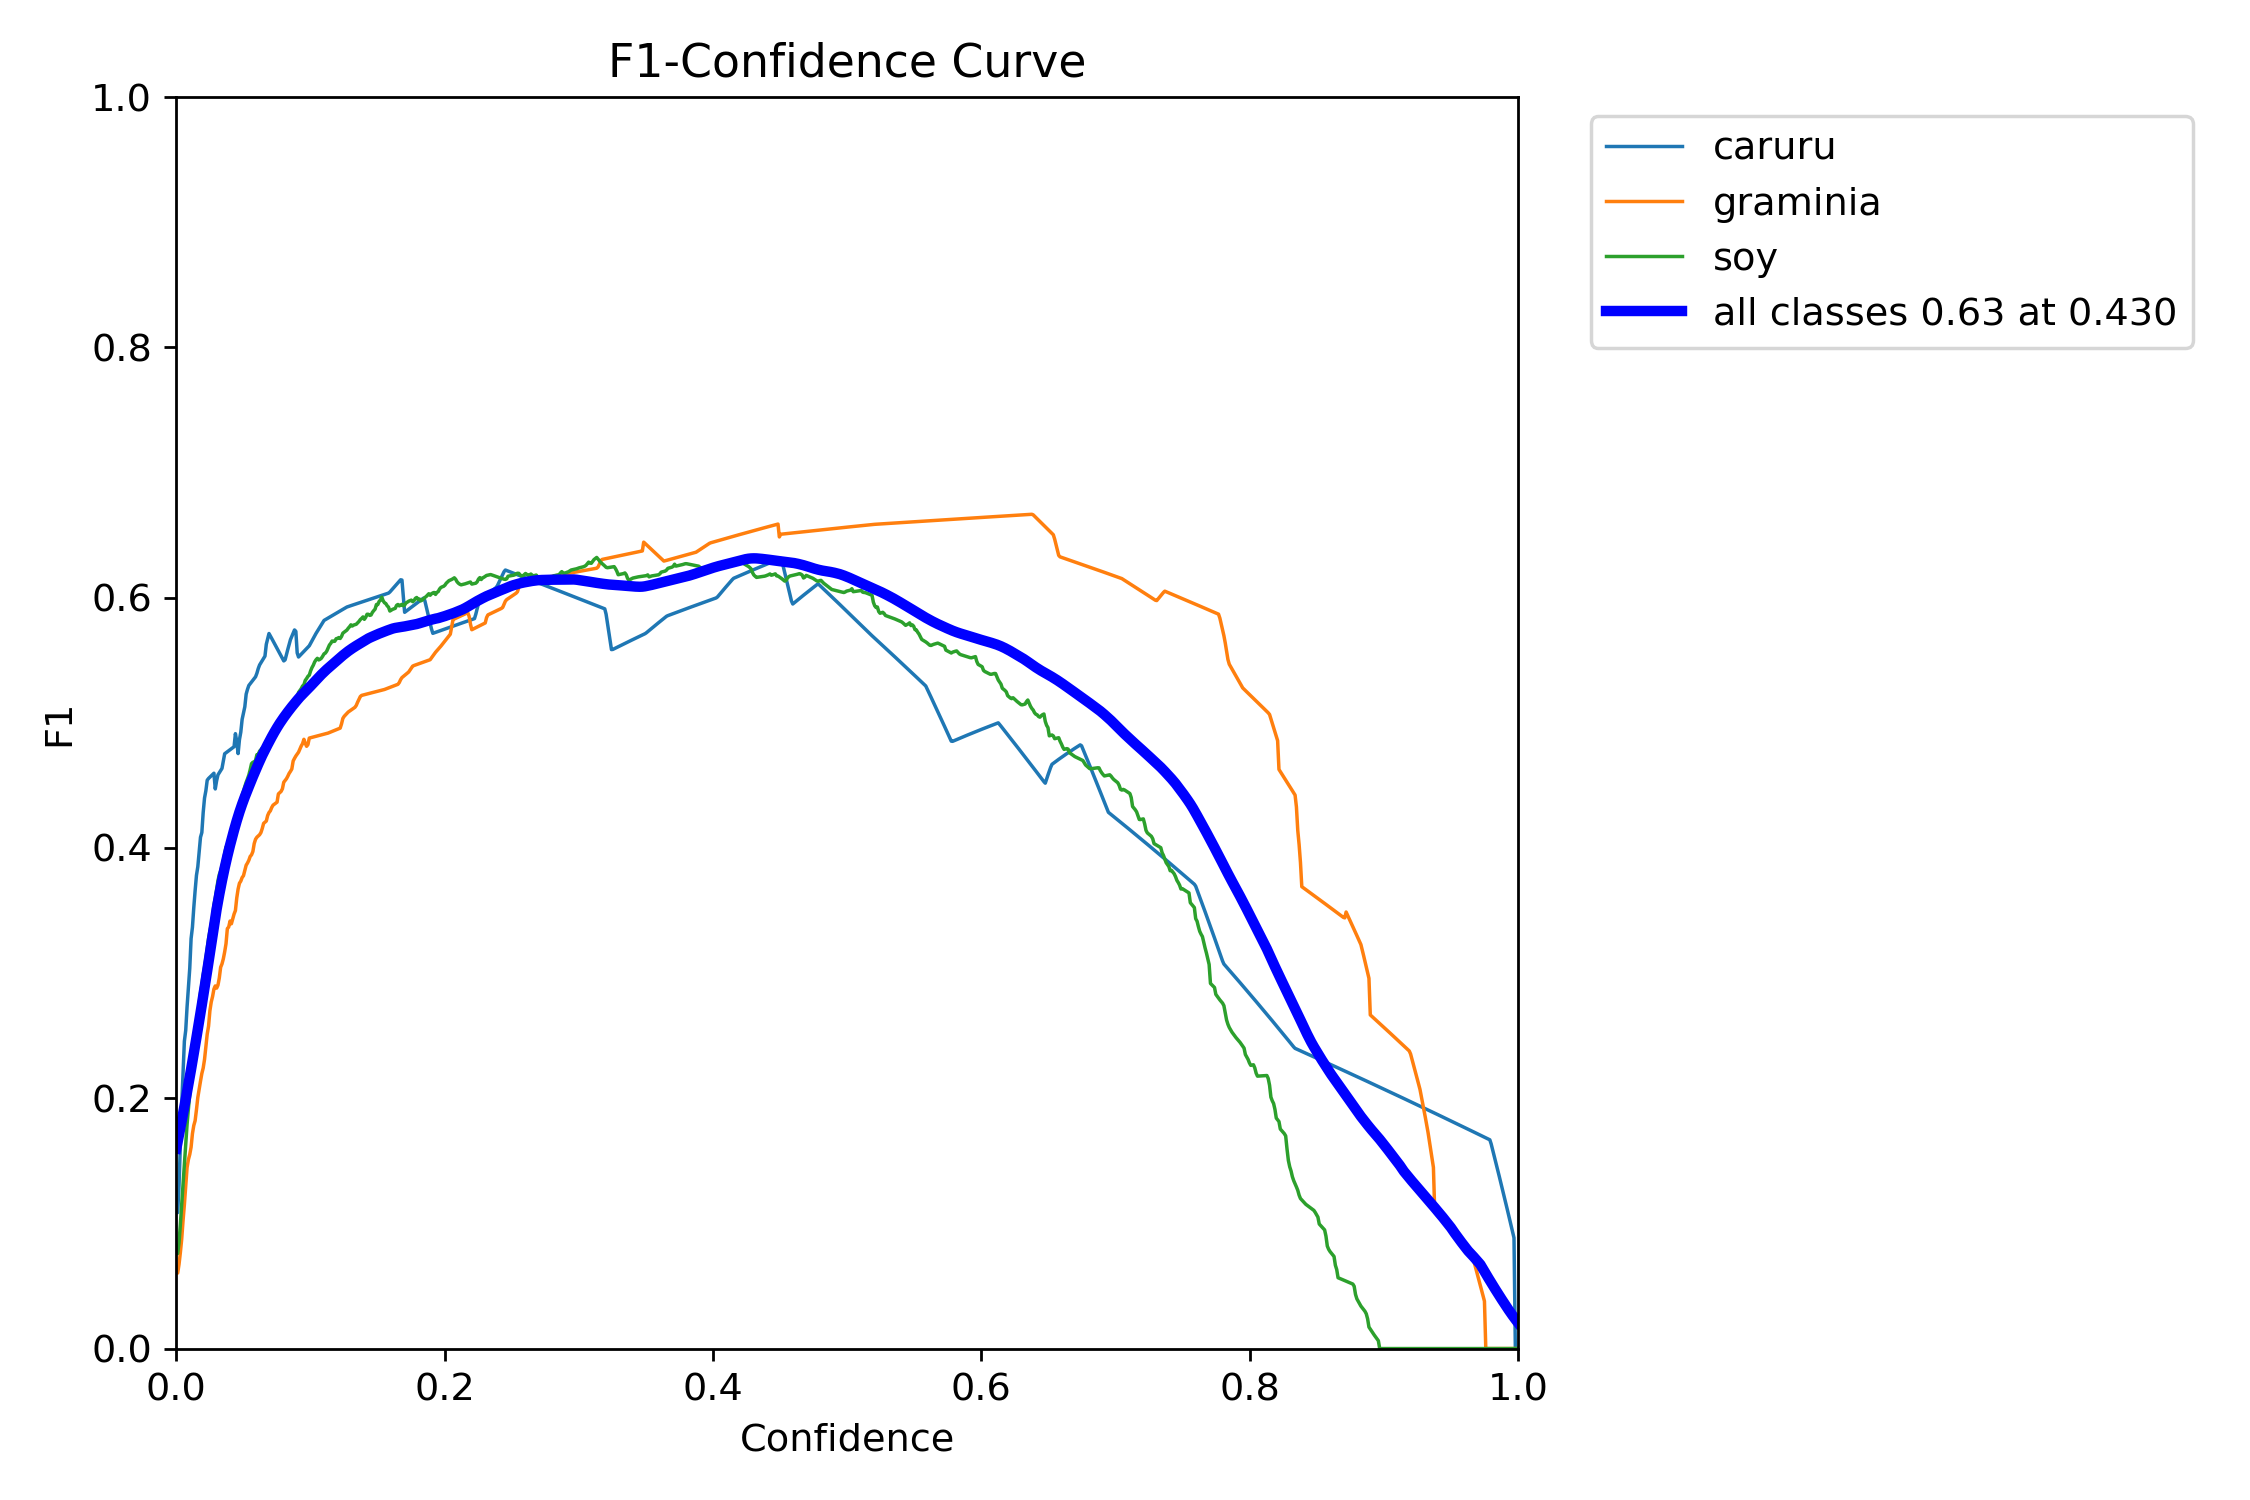 F1-Confidence Curve
caruru
graminia
soy
all classes 0.63 at 0.430
1.0
0.8
0.6
0.4
0.2
0.0
F1
0.0 0.2 0.4 0.6 0.8 1.0
Confidence